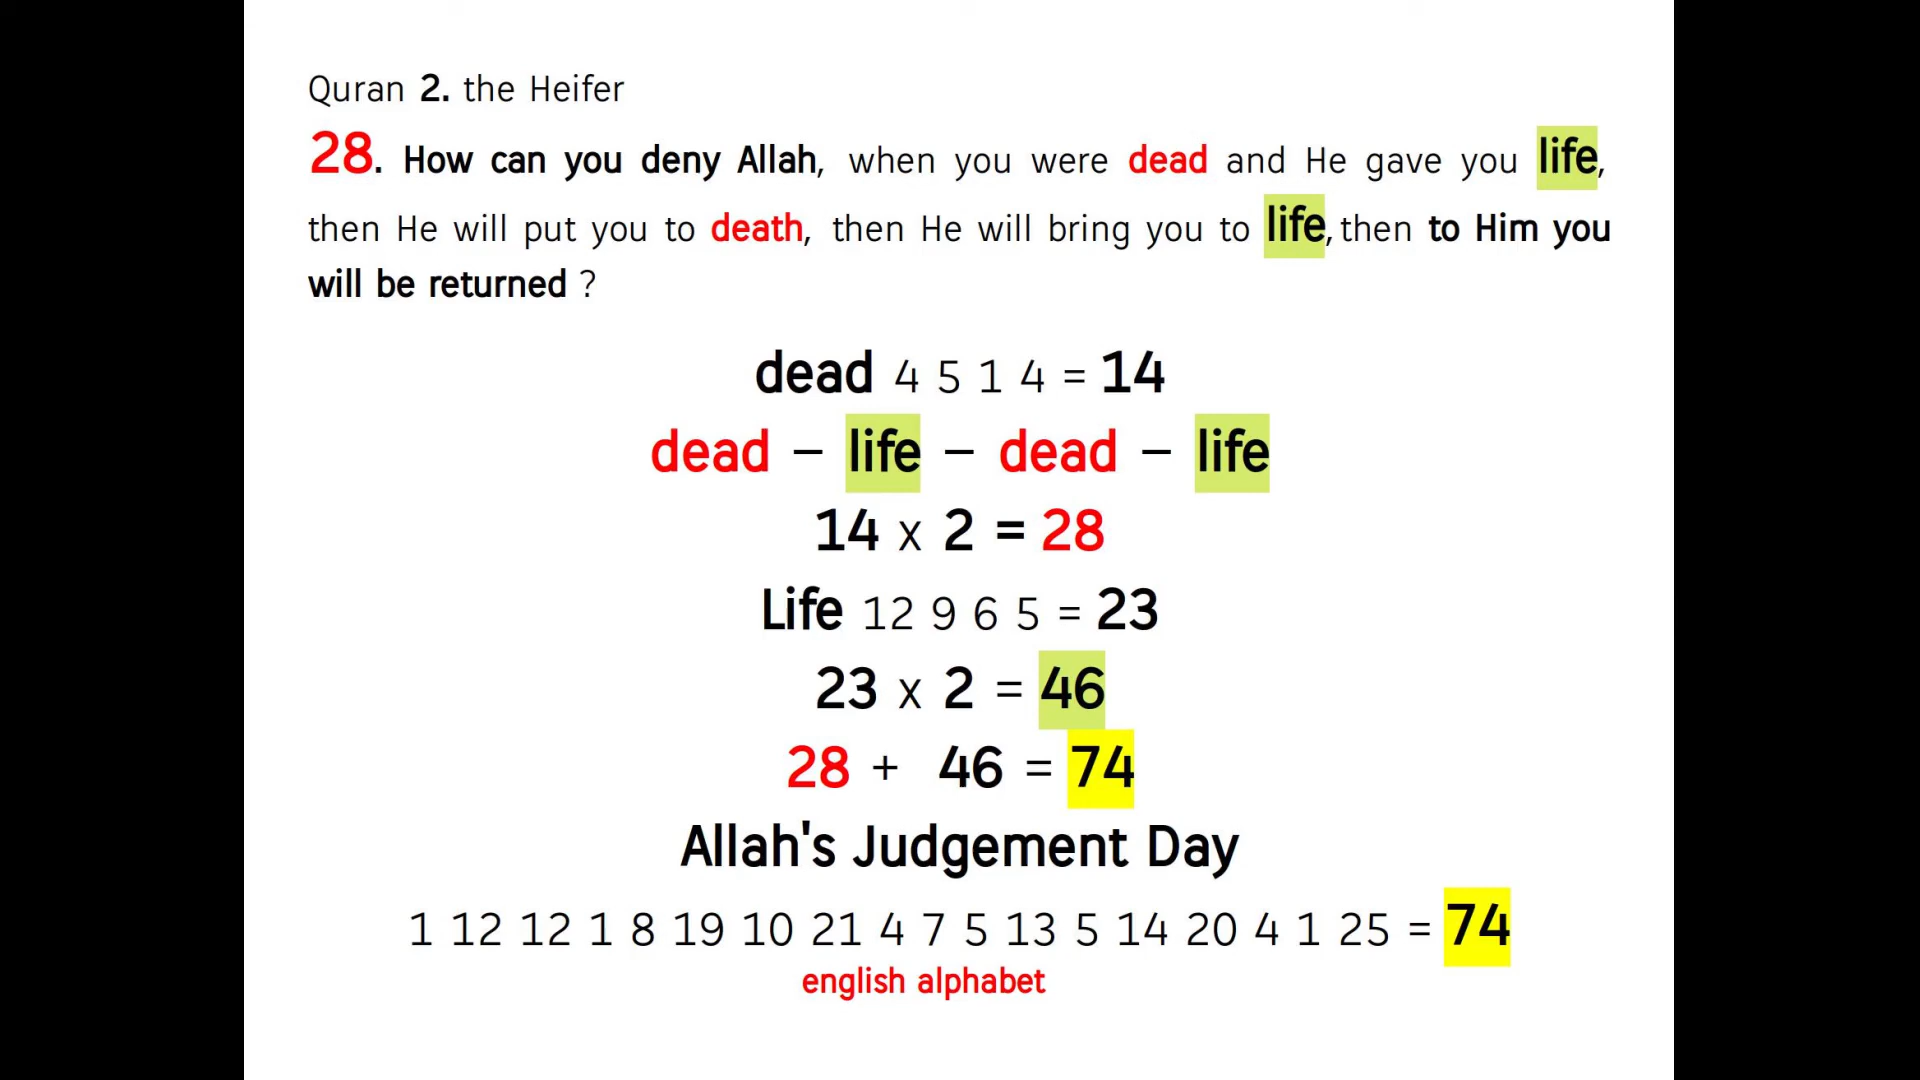 Quran 2. the Heifer
28. How can you deny Allah, when you were dead and He gave you life,
then He will put you to death, then He will bring you to life, then to Him you
will be returned ?
dead 4 5 1 4 = 14
dead – life – dead – life
14 x 2 = 28
Life 12 9 6 5 = 23
23 x 2 = 46
28 + 46 = 74
Allah's Judgement Day
1 12 12 1 8 19 10 21 4 7 5 13 5 14 20 4 1 25 = 74
english alphabet